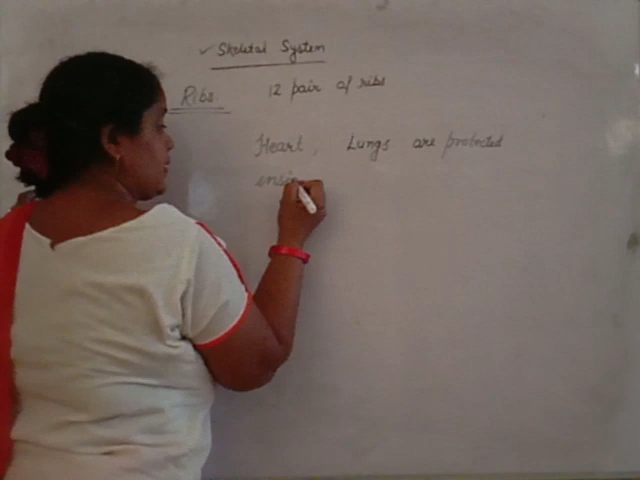 ✓ Skeletal System
Ribs. 12 pair of ribs
Heart, Lungs are protected